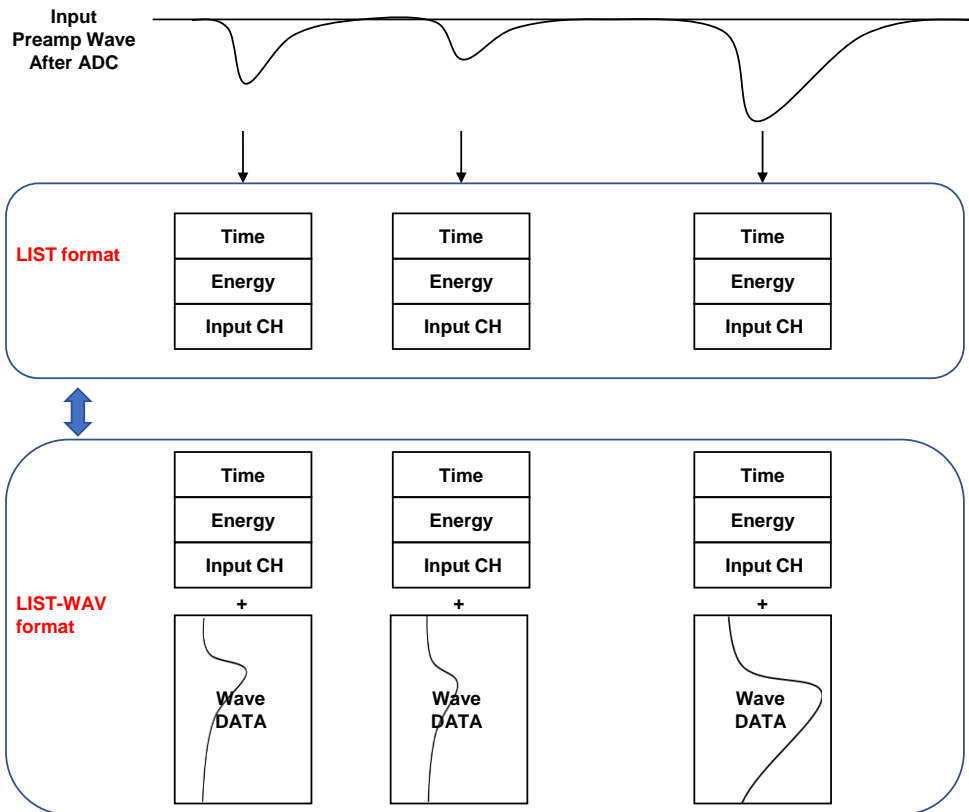 Input
Preamp Wave
After ADC
LIST format
Time
Time
Time
Energy
Energy
Energy
Input CH
Input CH
Input CH
LIST-WAV
format
Time
Time
Time
Energy
Energy
Energy
Input CH
Input CH
Input CH
+
+
+
Wave
DATA
Wave
DATA
Wave
DATA